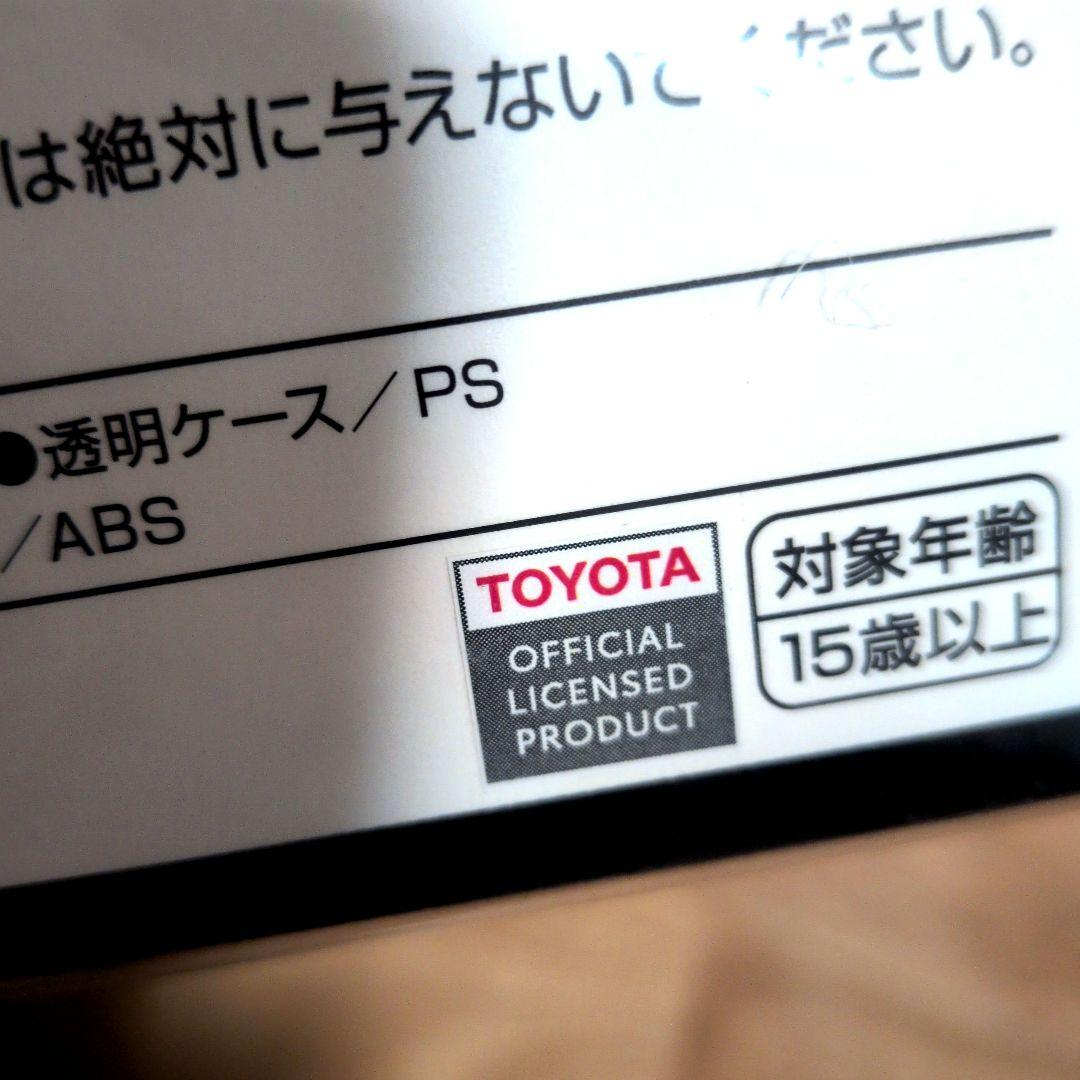 は絶対に与えないでください。
●透明ケース/PS
/ABS
TOYOTA
OFFICIAL
LICENSED
PRODUCT
対象年齢
15歳以上